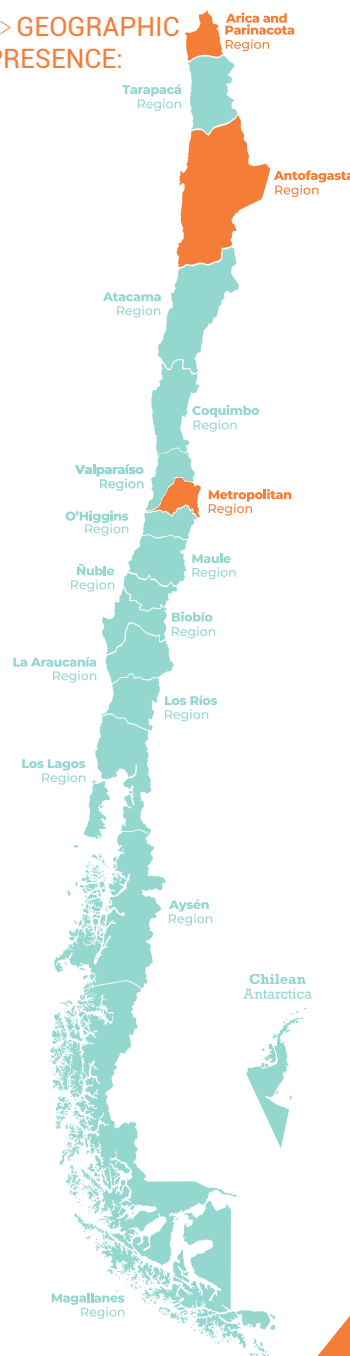 > GEOGRAPHIC
PRESENCE:
Arica and
Parinacota
Region
Tarapacá
Region
Antofagasta
Region
Atacama
Region
Coquimbo
Region
Valparaíso
Region
Metropolitan
Region
O'Higgins
Region
Maule
Region
Ñuble
Region
Biobío
Region
La Araucanía
Region
Los Ríos
Region
Los Lagos
Region
Aysén
Region
Chilean
Antarctica
Magallanes
Region